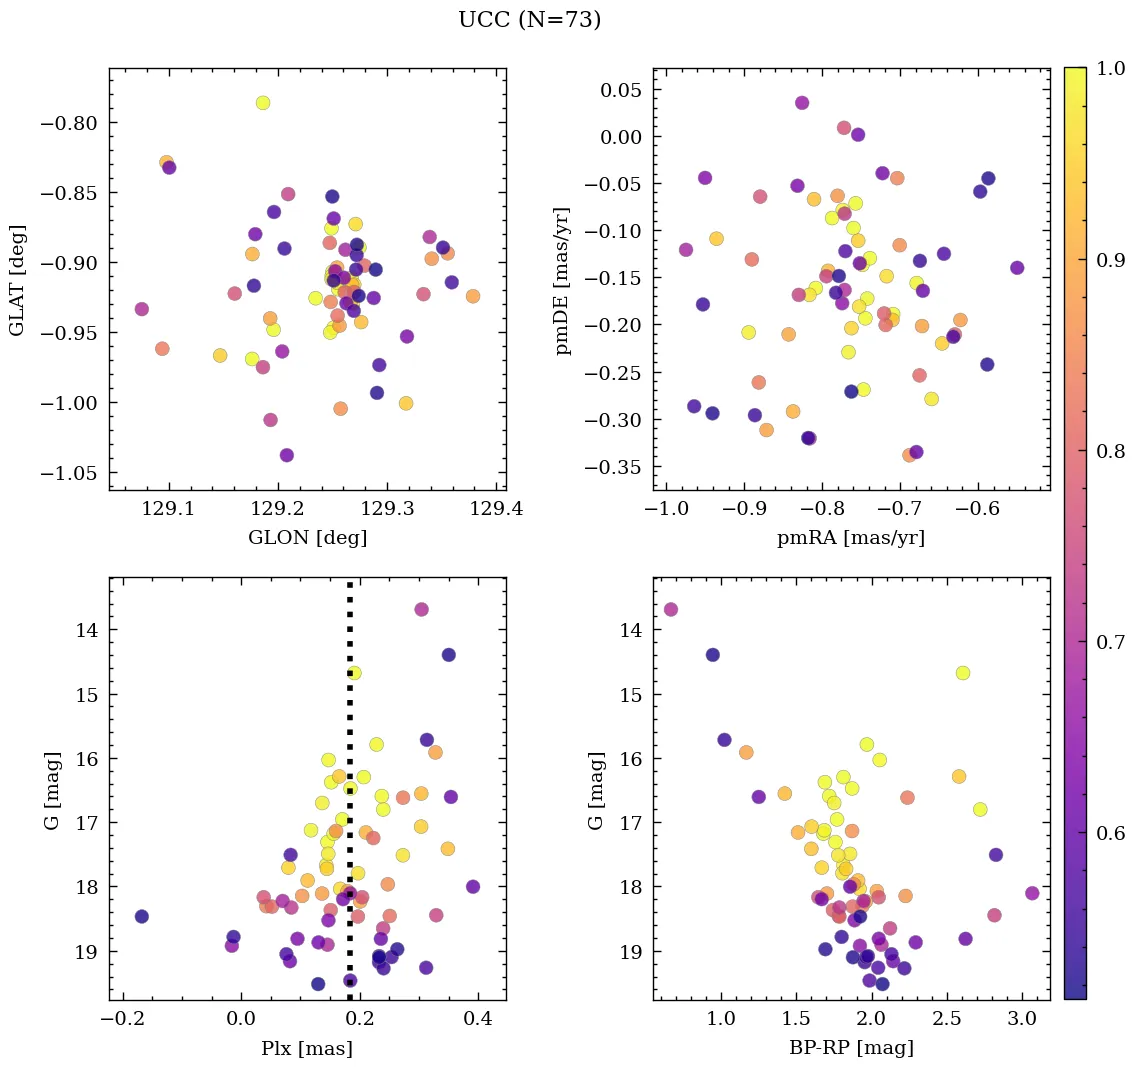 UCC (N=73)
−0.80
−0.85
−0.90
−0.95
−1.00
−1.05
GLAT [deg]
129.1 129.2 129.3 129.4
GLON [deg]
0.05
0.00
−0.05
−0.10
−0.15
−0.20
−0.25
−0.30
−0.35
pmDE [mas/yr]
−1.0 −0.9 −0.8 −0.7 −0.6
pmRA [mas/yr]
1.0
0.9
0.8
0.7
0.6
14
15
16
17
18
19
G [mag]
−0.2 0.0 0.2 0.4
Plx [mas]
14
15
16
17
18
19
G [mag]
1.0 1.5 2.0 2.5 3.0
BP-RP [mag]